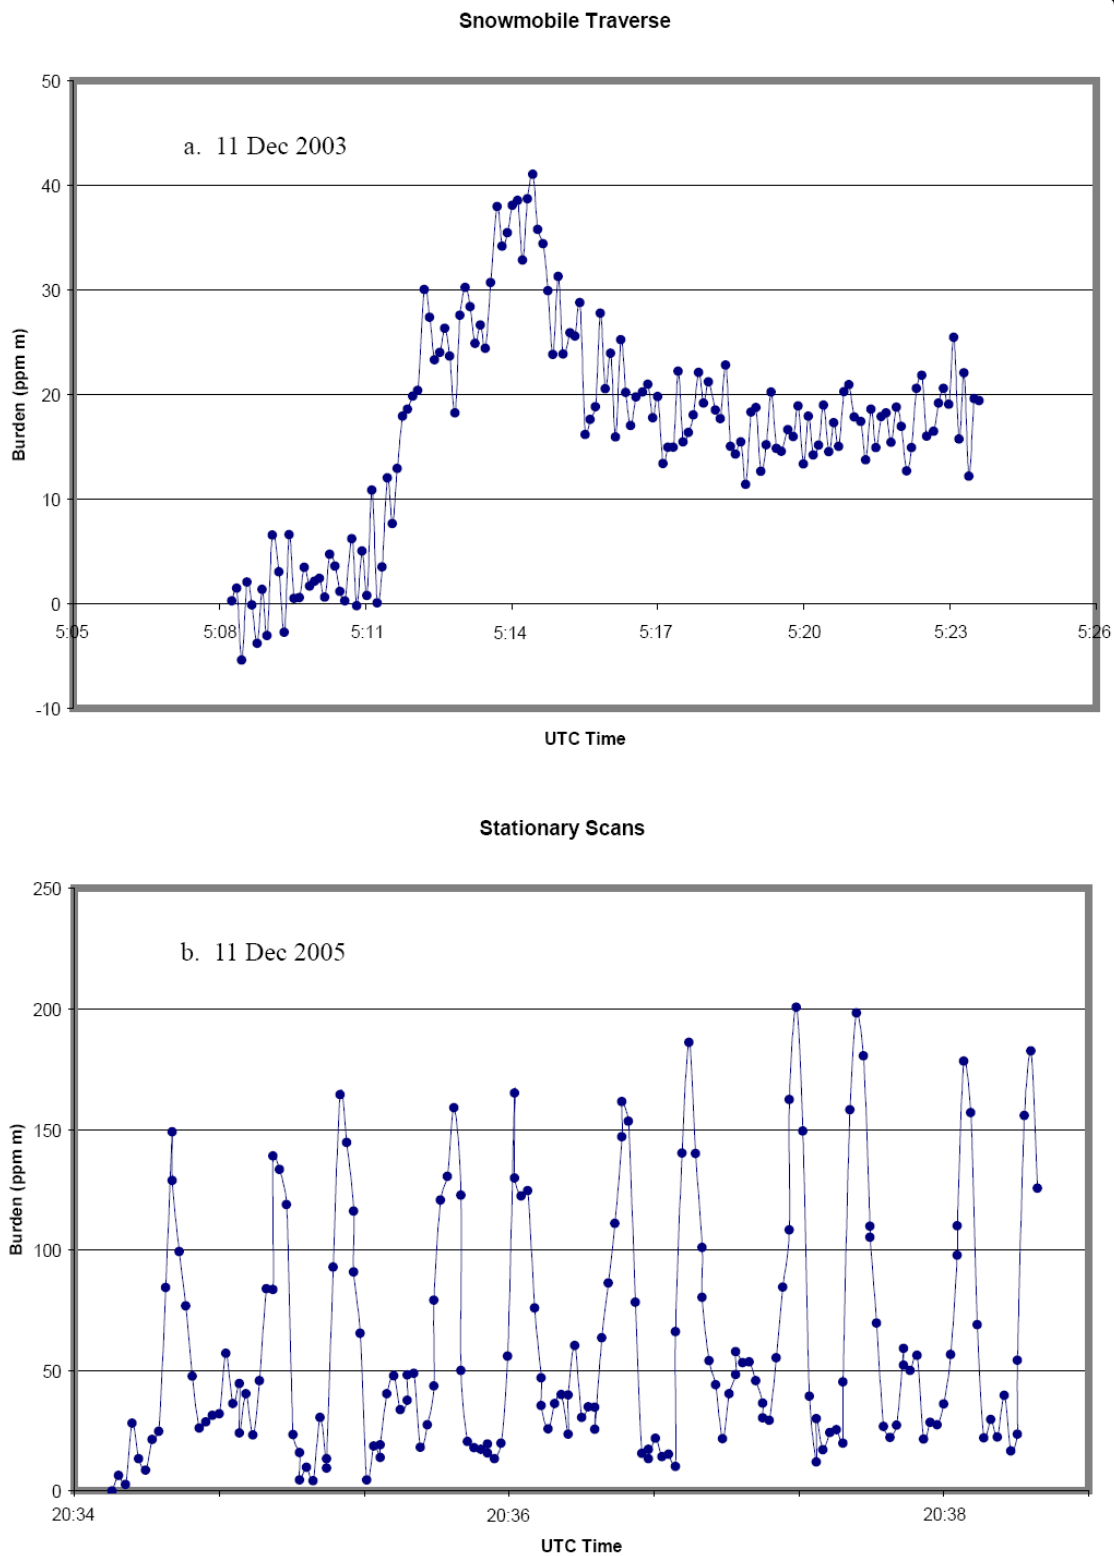 Snowmobile Traverse
50
a. 11 Dec 2003
40
30
Burden (ppm m)
20
10
0
5:05 5:08 5:11 5:14 5:17 5:20 5:23 5:26
-10
UTC Time
Stationary Scans
250
b. 11 Dec 2005
200
150
Burden (ppm m)
100
50
0
20:34 20:36 20:38
UTC Time